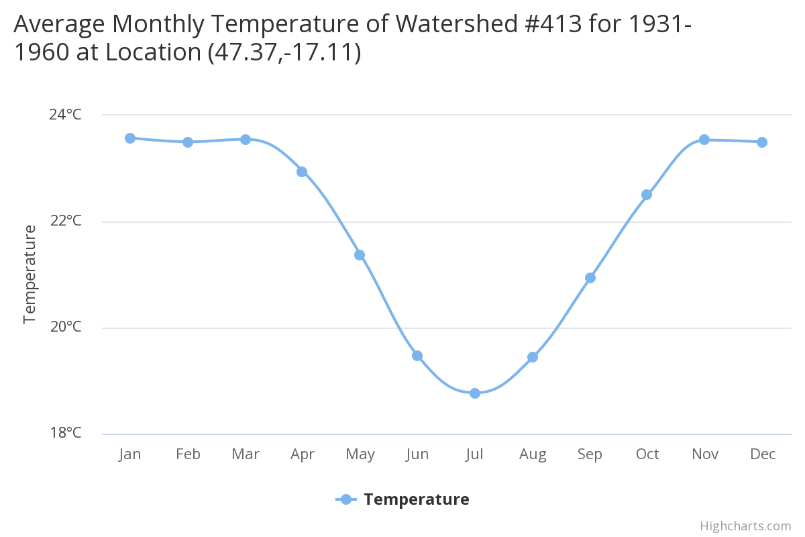 Average Monthly Temperature of Watershed #413 for 1931-
1960 at Location (47.37,-17.11)
24°C
22°C
20°C
18°C
Temperature
Jan Feb Mar Apr May Jun Jul Aug Sep Oct Nov Dec
Temperature
Highcharts.com